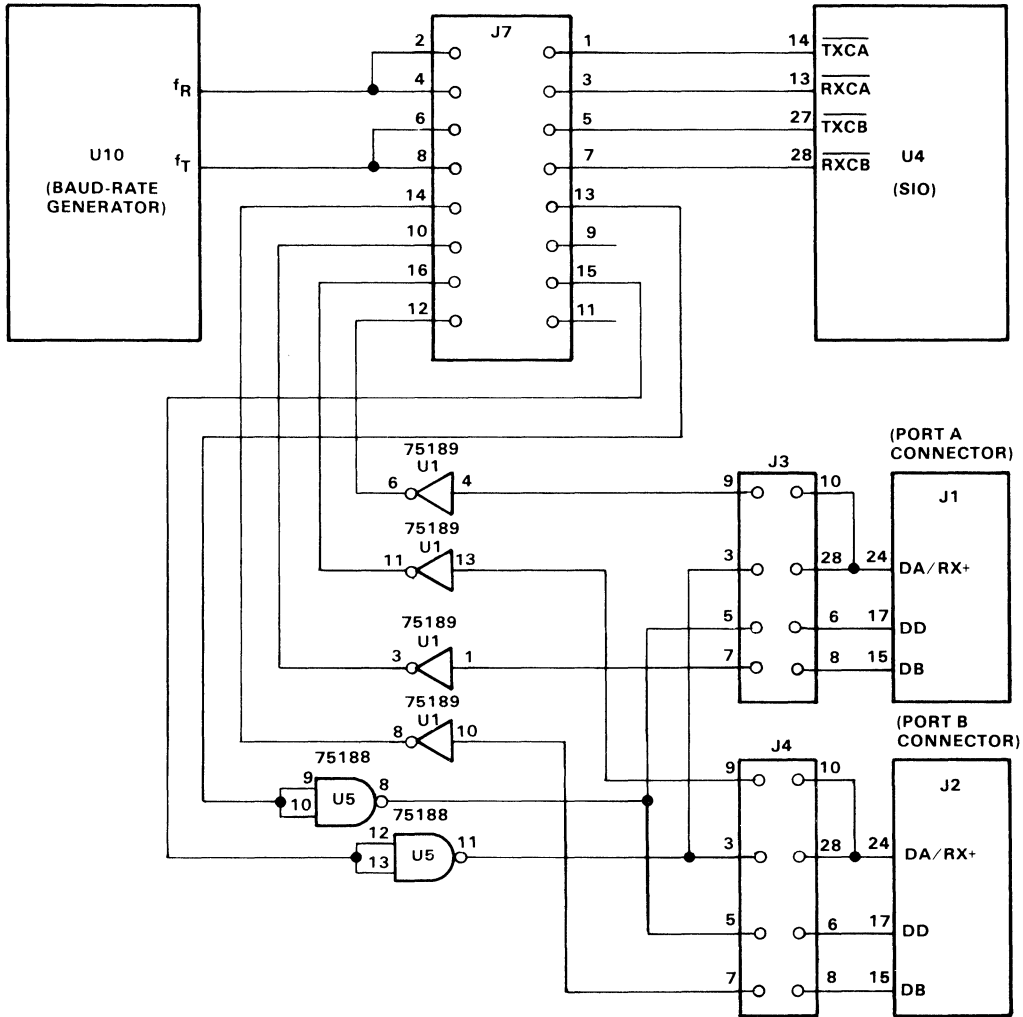 J7
2
4
6
8
14
10
16
12
1
3
5
7
13
9
15
11
fR
fT
U10
(BAUD-RATE
GENERATOR)
14
TXCA
13
RXCA
27
TXCB
28
RXCB
U4
(SIO)
(PORT A
CONNECTOR)
75189
U1
6
4
75189
U1
11
13
75189
U1
3
1
75189
U1
8
10
75188
9
10
U5
8
75188
12
13
U5
11
J3
9
10
3
28
5
6
7
8
J1
24
DA/RX+
17
DD
15
DB
(PORT B
CONNECTOR)
J4
9
10
3
28
5
6
7
8
J2
24
DA/RX+
17
DD
15
DB